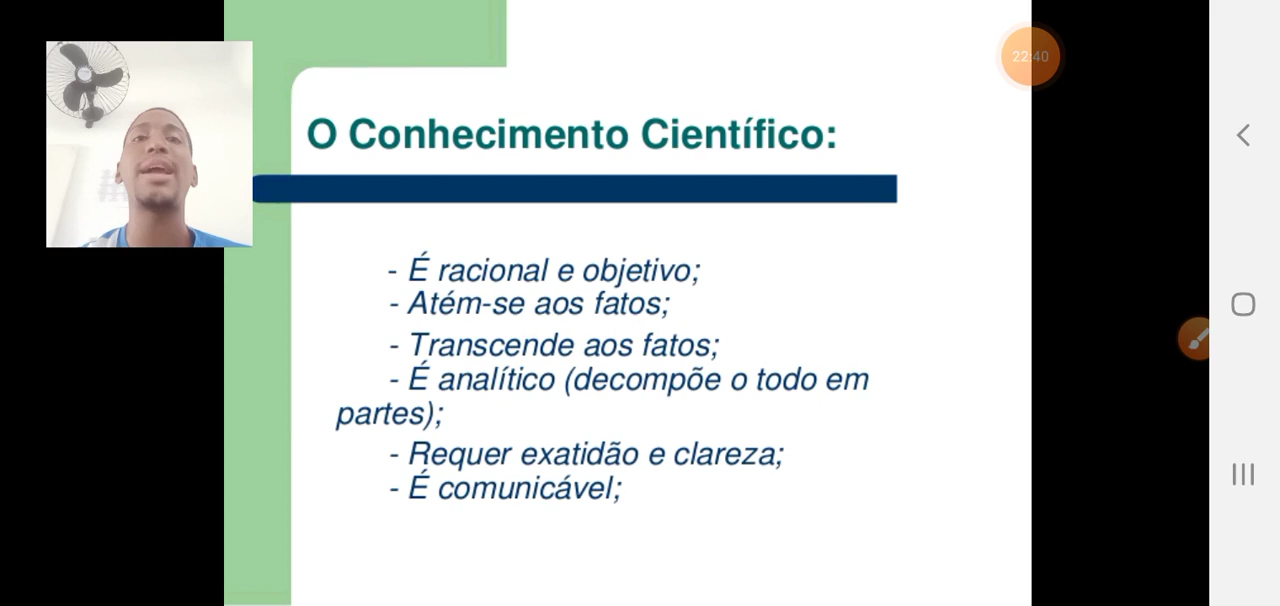 22:40
O Conhecimento Científico:
- É racional e objetivo;
- Atém-se aos fatos;
- Transcende aos fatos;
- É analítico (decompõe o todo em
partes);
- Requer exatidão e clareza;
- É comunicável;